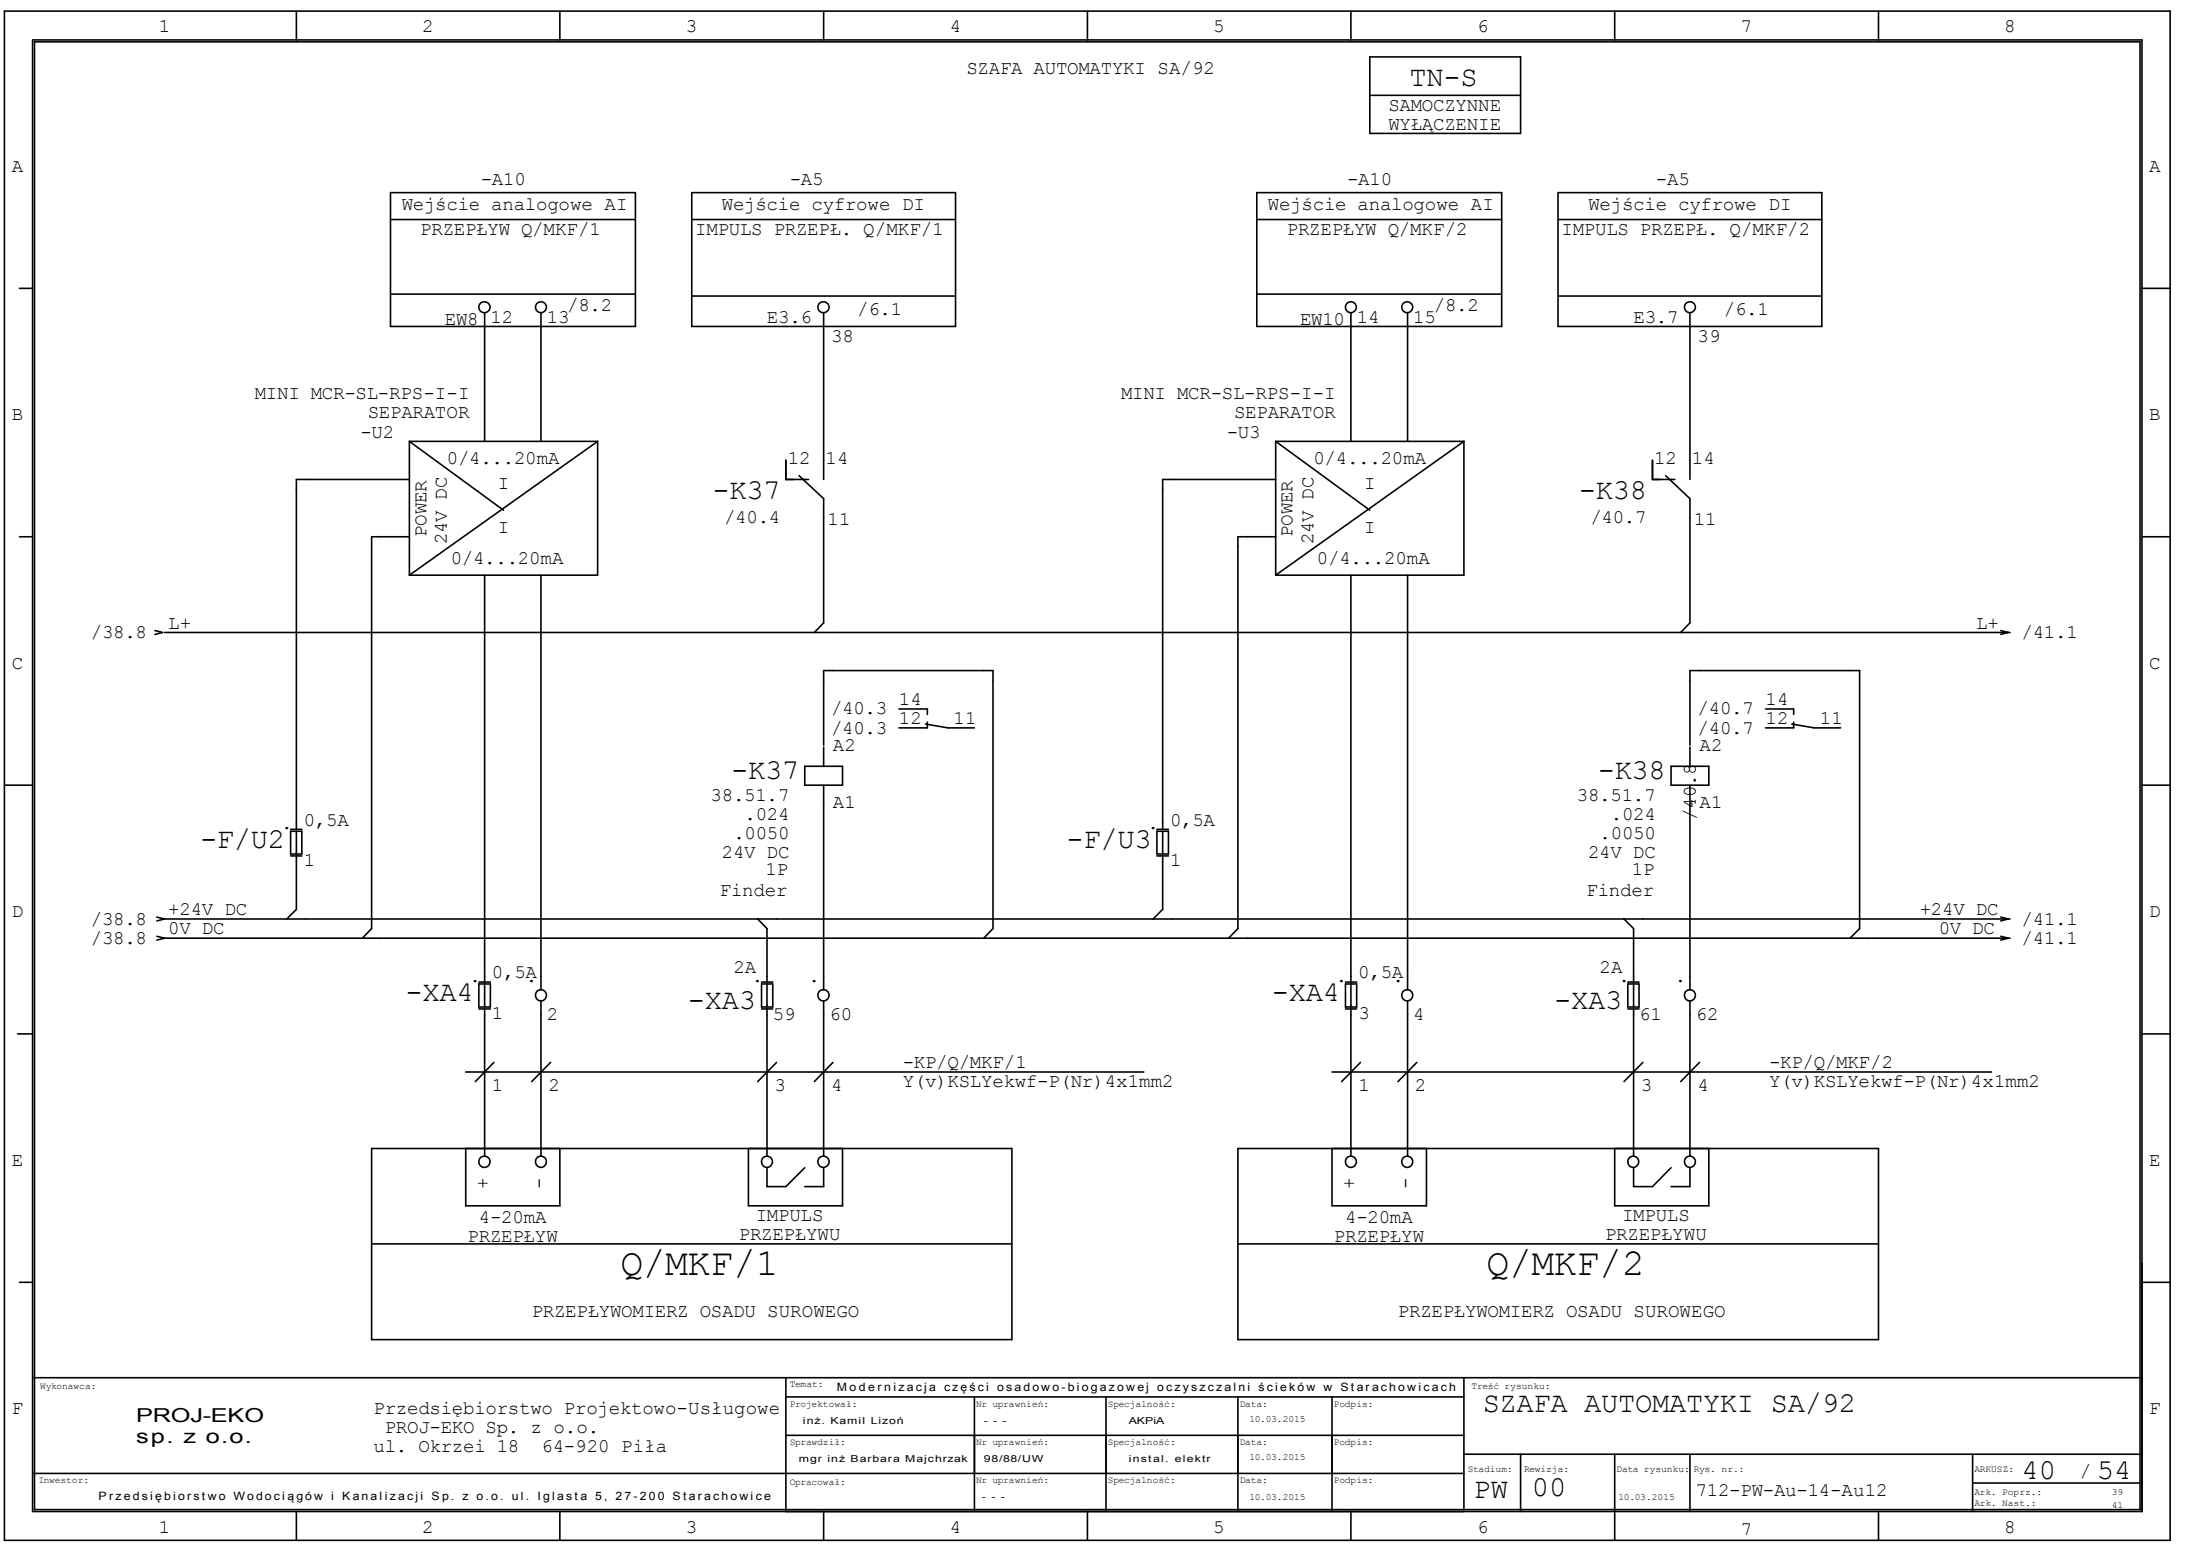 1 2 3 4 5 6 7 8
SZAFA AUTOMATYKI SA/92
TN-S
SAMOCZYNNE
WYŁĄCZENIE
A A
-A10
Wejście analogowe AI
PRZEPŁYW Q/MKF/1
EW8 12 13 /8.2
-A5
Wejście cyfrowe DI
IMPULS PRZEPŁ. Q/MKF/1
E3.6 /6.1
38
-A10
Wejście analogowe AI
PRZEPŁYW Q/MKF/2
EW10 14 15 /8.2
-A5
Wejście cyfrowe DI
IMPULS PRZEPŁ. Q/MKF/2
E3.7 /6.1
39
B B
MINI MCR-SL-RPS-I-I
SEPARATOR
-U2
0/4...20mA
I
POWER
24V DC
I
0/4...20mA
12 14
-K37
/40.4
11
MINI MCR-SL-RPS-I-I
SEPARATOR
-U3
0/4...20mA
I
POWER
24V DC
I
0/4...20mA
12 14
-K38
/40.7
11
/38.8 L+ L+ /41.1
C C
/40.3 14
/40.3 12 11
A2
-K37
38.51.7
A1
.024
.0050
24V DC
1P
Finder
/40.7 14
/40.7 12 11
A2
-K38
/40.8
38.51.7
A1
.024
.0050
24V DC
1P
Finder
0,5A
-F/U2
1
0,5A
-F/U3
1
D D
/38.8 +24V DC +24V DC /41.1
/38.8 0V DC 0V DC /41.1
0,5A
-XA4
1 2
2A
-XA3
59 60
0,5A
-XA4
3 4
2A
-XA3
61 62
-KP/Q/MKF/1
1 2 3 4 Y(v)KSLYekwf-P(Nr)4x1mm2
-KP/Q/MKF/2
1 2 3 4 Y(v)KSLYekwf-P(Nr)4x1mm2
E E
+ -
4-20mA
PRZEPŁYW
IMPULS
PRZEPŁYWU
Q/MKF/1
PRZEPŁYWOMIERZ OSADU SUROWEGO
+ -
4-20mA
PRZEPŁYW
IMPULS
PRZEPŁYWU
Q/MKF/2
PRZEPŁYWOMIERZ OSADU SUROWEGO
F F
Wykonawca:
PROJ-EKO
sp. z o.o.
Przedsiębiorstwo Projektowo-Usługowe
PROJ-EKO Sp. z o.o.
ul. Okrzei 18 64-920 Piła
Inwestor:
Przedsiębiorstwo Wodociągów i Kanalizacji Sp. z o.o. ul. Iglasta 5, 27-200 Starachowice
Temat: Modernizacja części osadowo-biogazowej oczyszczalni ścieków w Starachowicach
Projektował: Nr uprawnień: Specjalność: Data: Podpis:
inż. Kamil Lizoń --- AKPiA 10.03.2015
Sprawdził: Nr uprawnień: Specjalność: Data: Podpis:
mgr inż Barbara Majchrzak 98/88/UW instal. elektr 10.03.2015
Opracował: Nr uprawnień: Specjalność: Data: Podpis:
--- 10.03.2015
Treść rysunku:
SZAFA AUTOMATYKI SA/92
Stadium: Rewizja: Data rysunku: Rys. nr.: ARKUSZ: 40 / 54
PW 00 10.03.2015 712-PW-Au-14-Au12
Ark. Poprz.: 39
Ark. Nast.: 41
1 2 3 4 5 6 7 8